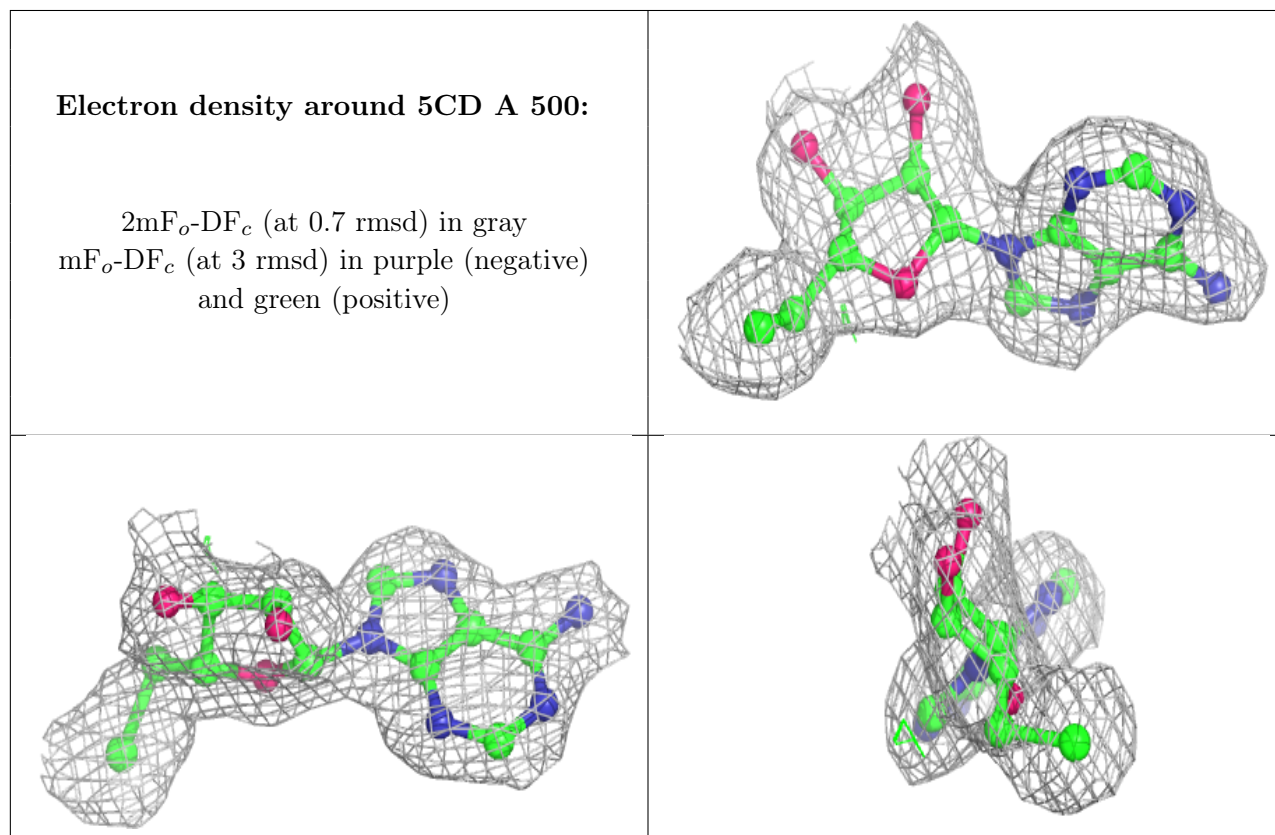 Electron density around 5CD A 500:
2mFo-DFc (at 0.7 rmsd) in gray
mFo-DFc (at 3 rmsd) in purple (negative)
and green (positive)